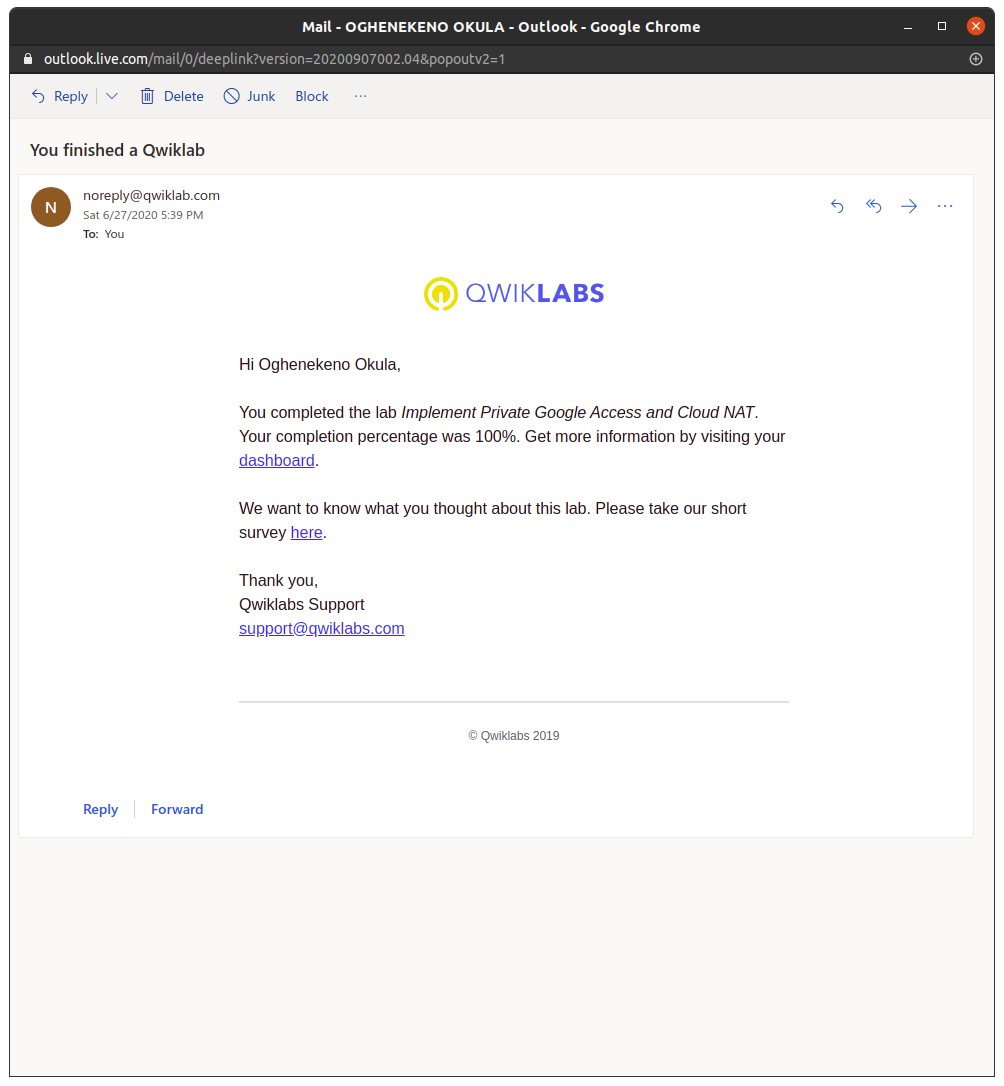 Mail - OGHENEKENO OKULA - Outlook - Google Chrome
outlook.live.com/mail/0/deeplink?version=20200907002.04&popoutv2=1
Reply Delete Junk Block ...
You finished a Qwiklab
N
noreply@qwiklab.com
Sat 6/27/2020 5:39 PM
To: You
QWIKLABS
Hi Oghenekeno Okula,
You completed the lab Implement Private Google Access and Cloud NAT.
Your completion percentage was 100%. Get more information by visiting your
dashboard.
We want to know what you thought about this lab. Please take our short
survey here.
Thank you,
Qwiklabs Support
support@qwiklabs.com
© Qwiklabs 2019
Reply Forward